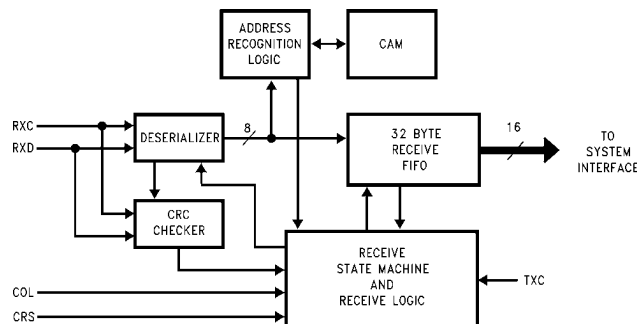 ADDRESS
RECOGNITION
LOGIC
CAM
RXC
RXD
DESERIALIZER
8
32 BYTE
RECEIVE
FIFO
16
TO
SYSTEM
INTERFACE
CRC
CHECKER
RECEIVE
STATE MACHINE
AND
RECEIVE LOGIC
TXC
COL
CRS